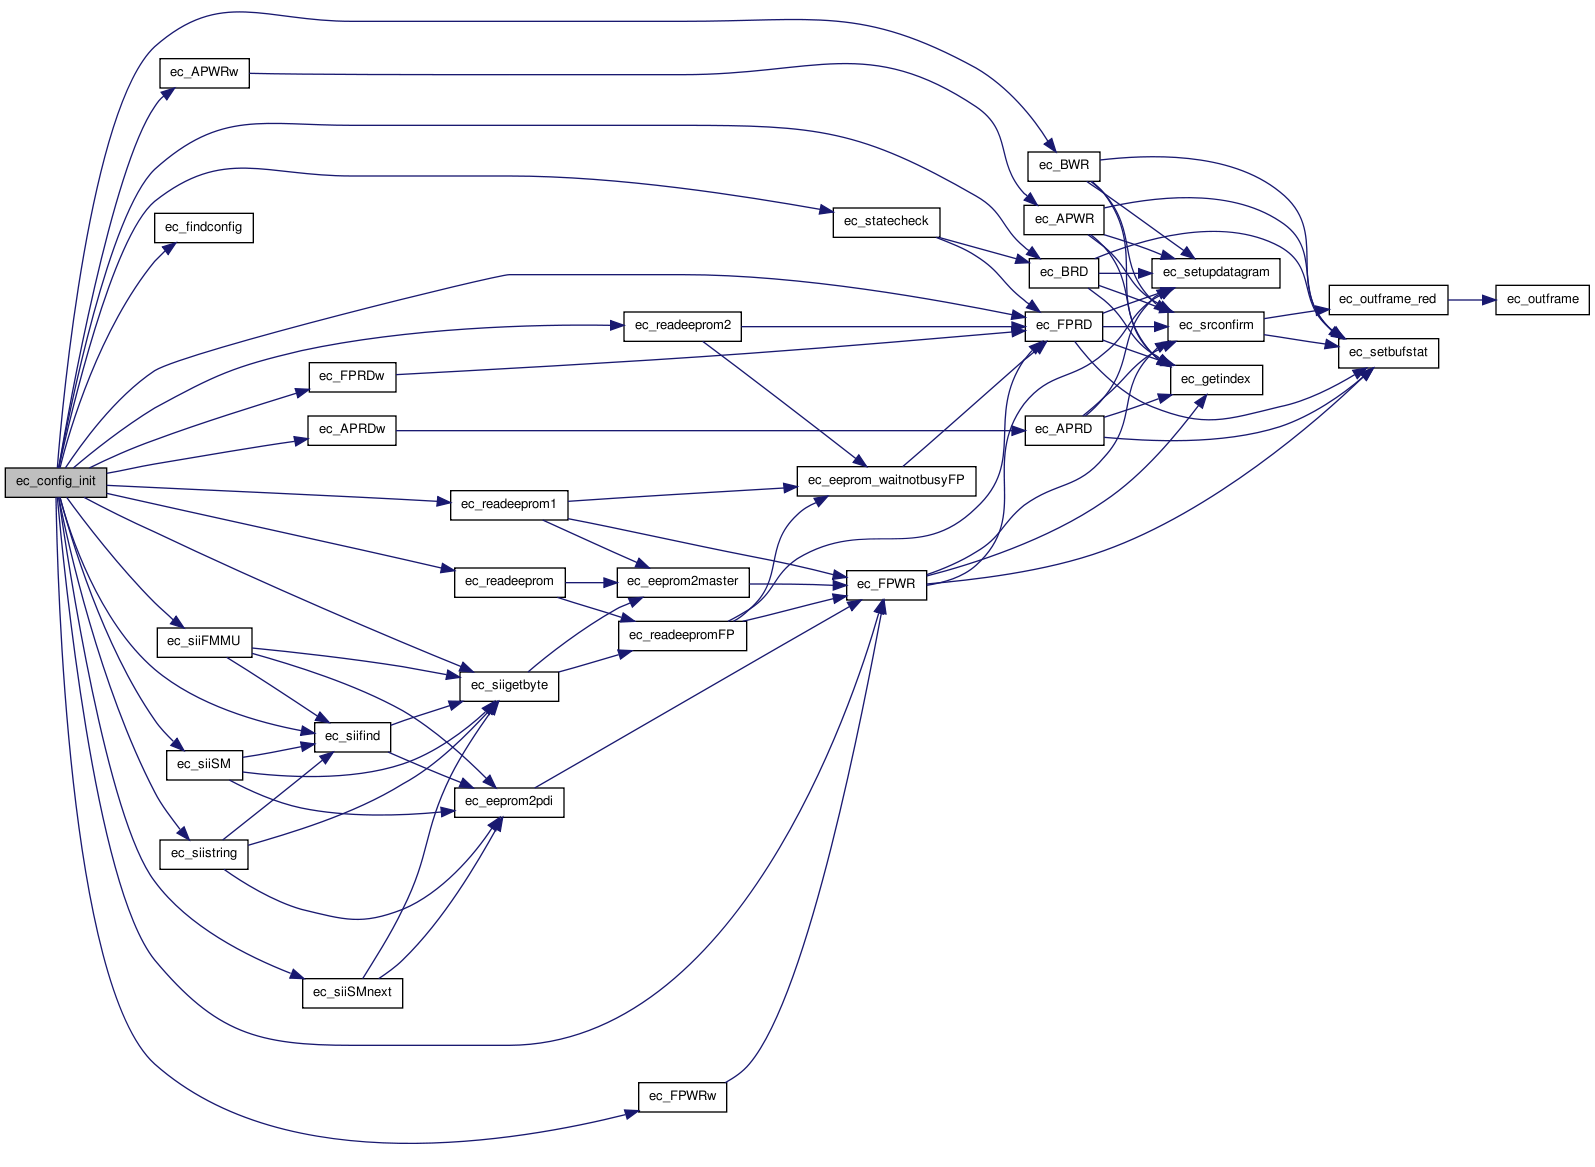 ec_APWRw
ec_BWR
ec_APWR
ec_findconfig
ec_statecheck
ec_BRD
ec_setupdatagram
ec_outframe_red
ec_outframe
ec_readeeprom2
ec_FPRD
ec_srconfirm
ec_setbufstat
ec_FPRDw
ec_getindex
ec_APRDw
ec_APRD
ec_config_init
ec_eeprom_waitnotbusyFP
ec_readeeprom1
ec_readeeprom
ec_eeprom2master
ec_FPWR
ec_siiFMMU
ec_readeepromFP
ec_siigetbyte
ec_siifind
ec_siiSM
ec_eeprom2pdi
ec_siistring
ec_siiSMnext
ec_FPWRw